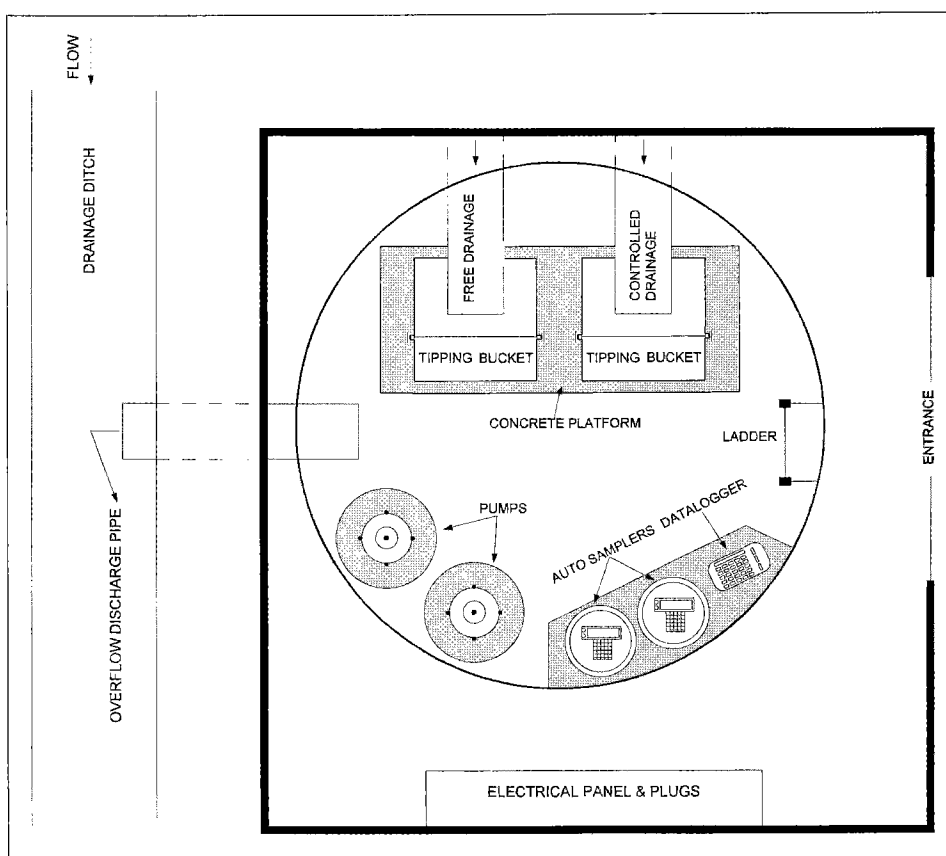 FLOW
DRAINAGE DITCH
FREE DRAINAGE
CONTROLLED
DRAINAGE
TIPPING BUCKET
TIPPING BUCKET
CONCRETE PLATFORM
LADDER
ENTRANCE
PUMPS
AUTO SAMPLERS
DATALOGGER
OVERFLOW DISCHARGE PIPE
ELECTRICAL PANEL & PLUGS